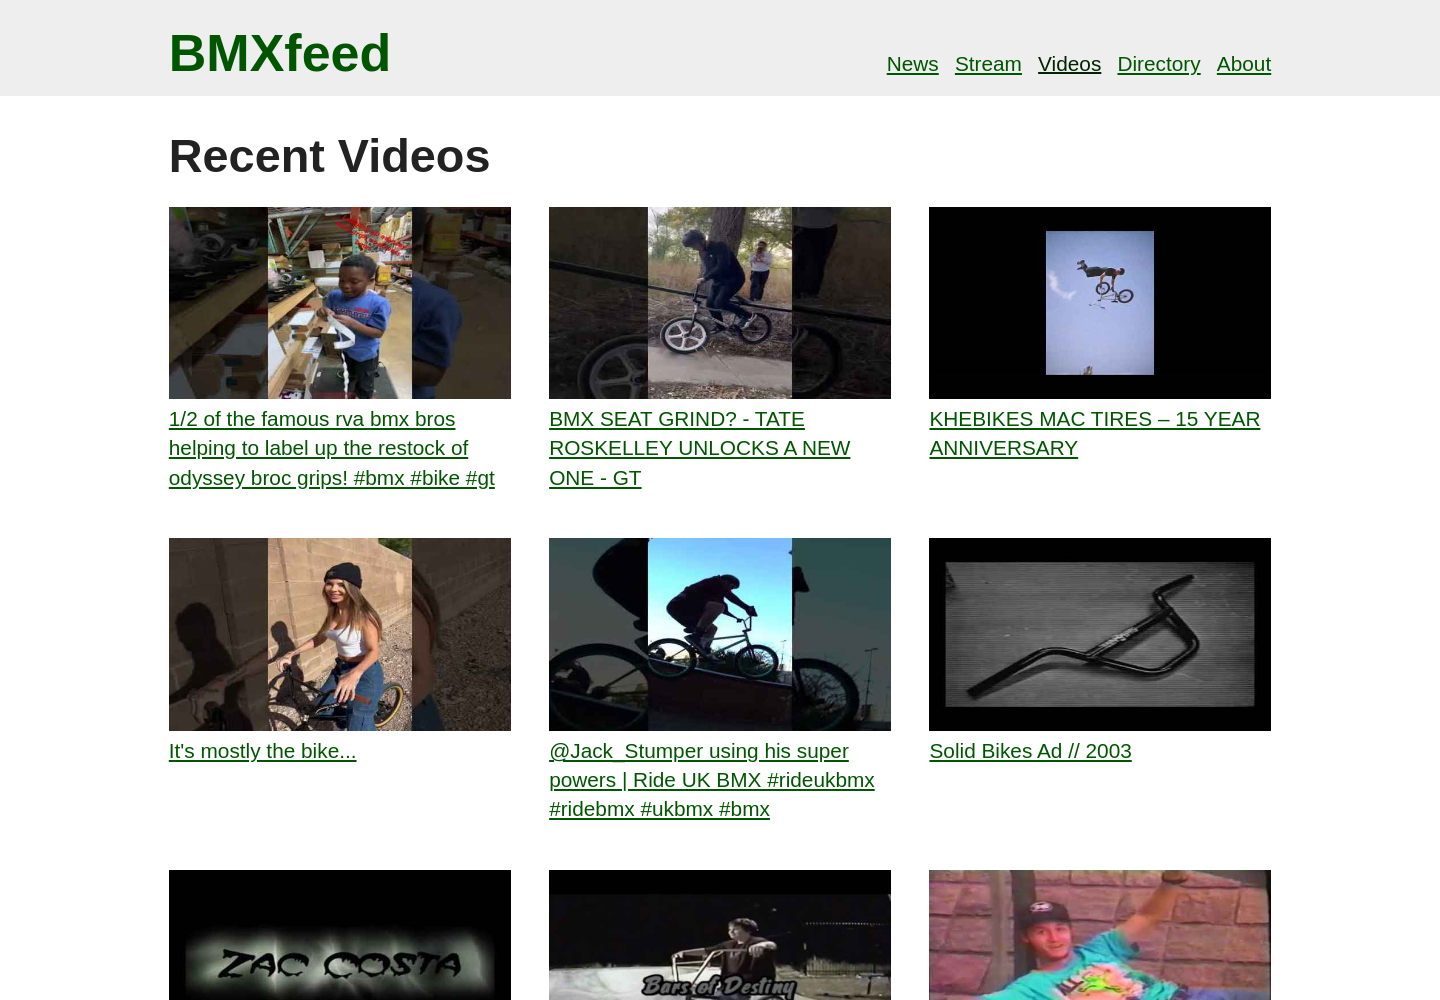 BMXfeed
News Stream Videos Directory About
Recent Videos
1/2 of the famous rva bmx bros
helping to label up the restock of
odyssey broc grips! #bmx #bike #gt
BMX SEAT GRIND? - TATE
ROSKELLEY UNLOCKS A NEW
ONE - GT
KHEBIKES MAC TIRES – 15 YEAR
ANNIVERSARY
It's mostly the bike...
@Jack_Stumper using his super
powers | Ride UK BMX #rideukbmx
#ridebmx #ukbmx #bmx
Solid Bikes Ad // 2003
ZAC COSTA
Bars of Destiny